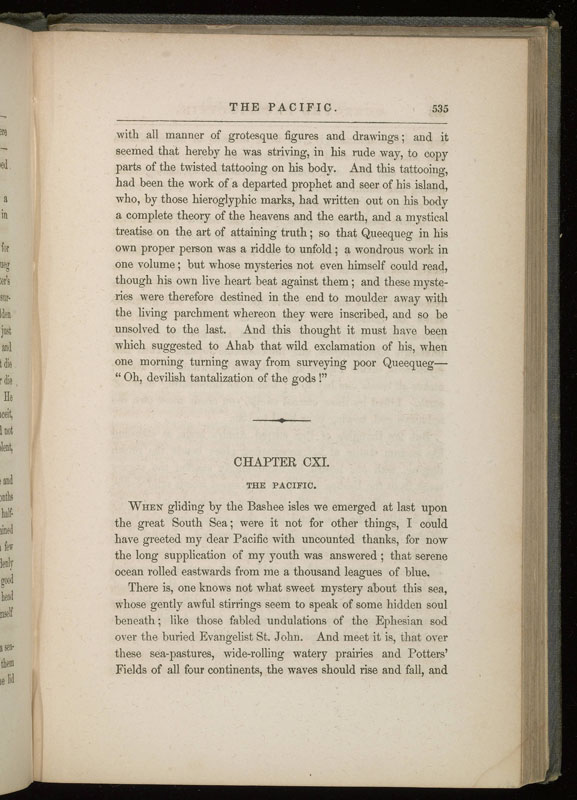 THE PACIFIC. 535
with all manner of grotesque figures and drawings; and it
seemed that hereby he was striving, in his rude way, to copy
parts of the twisted tattooing on his body. And this tattooing,
had been the work of a departed prophet and seer of his island,
who, by those hieroglyphic marks, had written out on his body
a complete theory of the heavens and the earth, and a mystical
treatise on the art of attaining truth; so that Queequeg in his
own proper person was a riddle to unfold; a wondrous work in
one volume; but whose mysteries not even himself could read,
though his own live heart beat against them; and these myste-
ries were therefore destined in the end to moulder away with
the living parchment whereon they were inscribed, and so be
unsolved to the last. And this thought it must have been
which suggested to Ahab that wild exclamation of his, when
one morning turning away from surveying poor Queequeg—
"Oh, devilish tantalization of the gods!"
CHAPTER CXI.
THE PACIFIC.
WHEN gliding by the Bashee isles we emerged at last upon
the great South Sea; were it not for other things, I could
have greeted my dear Pacific with uncounted thanks, for now
the long supplication of my youth was answered; that serene
ocean rolled eastwards from me a thousand leagues of blue.
There is, one knows not what sweet mystery about this sea,
whose gently awful stirrings seem to speak of some hidden soul
beneath; like those fabled undulations of the Ephesian sod
over the buried Evangelist St. John. And meet it is, that over
these sea-pastures, wide-rolling watery prairies and Potters'
Fields of all four continents, the waves should rise and fall, and